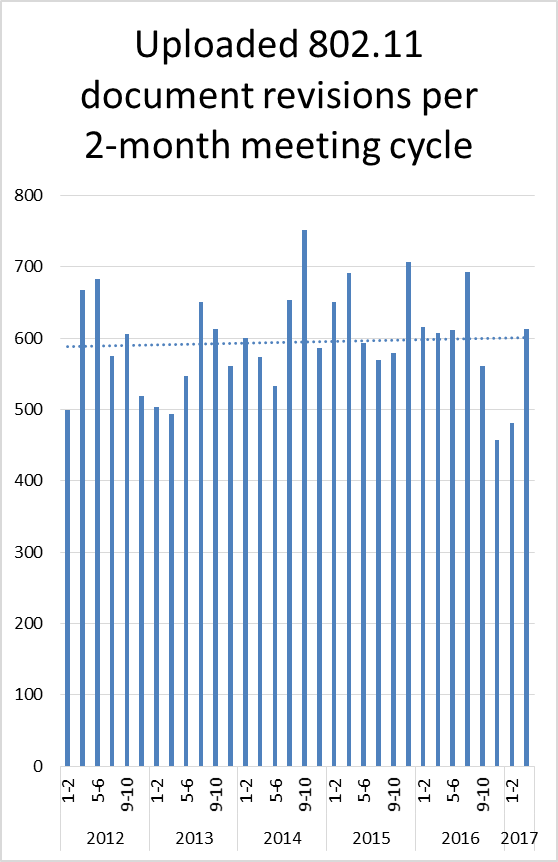 Uploaded 802.11
document revisions per
2-month meeting cycle
800
700
600
500
400
300
200
100
0
1-2 5-6 9-10 1-2 5-6 9-10 1-2 5-6 9-10 1-2 5-6 9-10 1-2 5-6 9-10 1-2
2012 2013 2014 2015 2016 2017